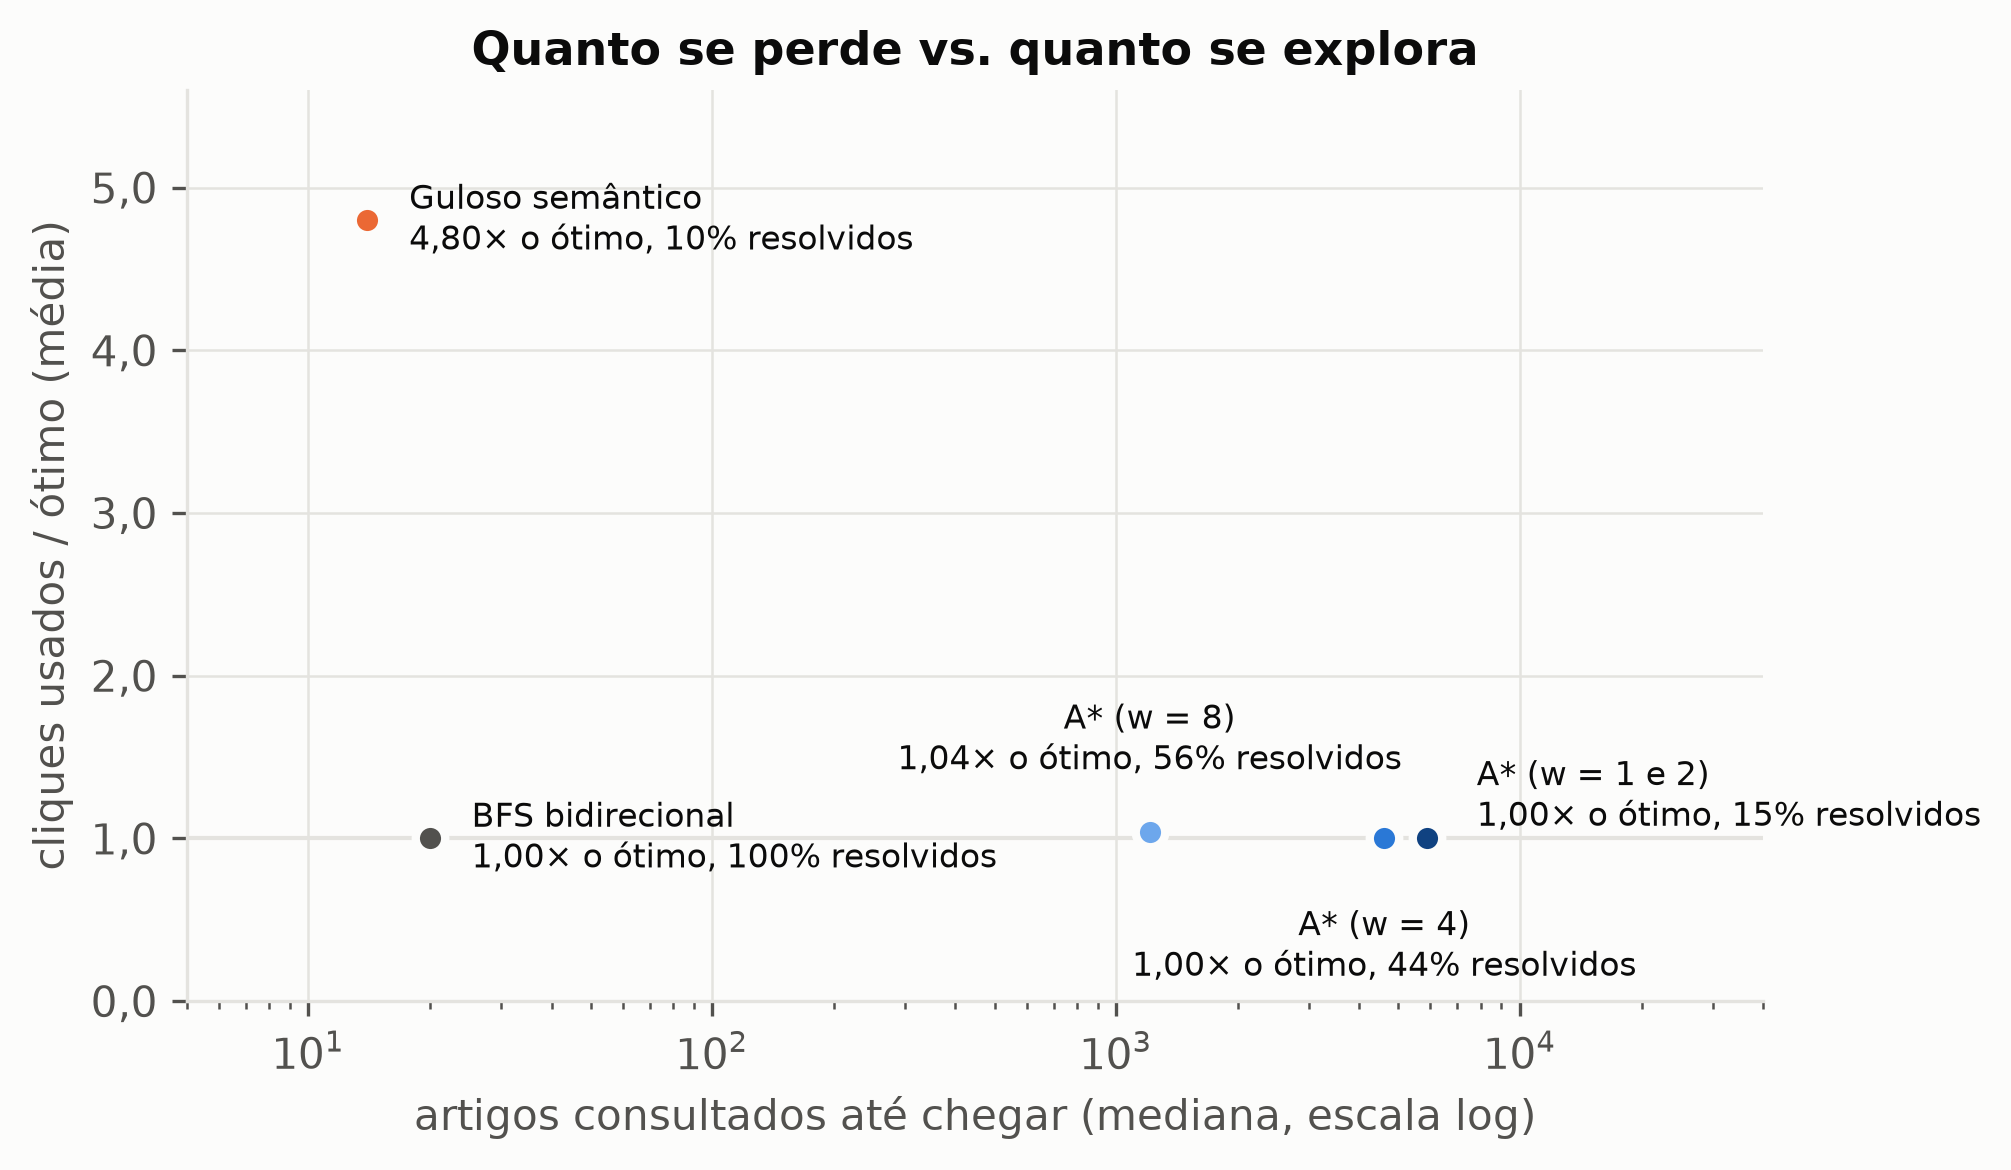 Quanto se perde vs. quanto se explora
cliques usados / ótimo (média)
5,0
4,0
3,0
2,0
1,0
0,0
Guloso semântico
4,80× o ótimo, 10% resolvidos
A* (w = 8)
1,04× o ótimo, 56% resolvidos
A* (w = 1 e 2)
1,00× o ótimo, 15% resolvidos
BFS bidirecional
1,00× o ótimo, 100% resolvidos
A* (w = 4)
1,00× o ótimo, 44% resolvidos
10¹ 10² 10³ 10⁴
artigos consultados até chegar (mediana, escala log)